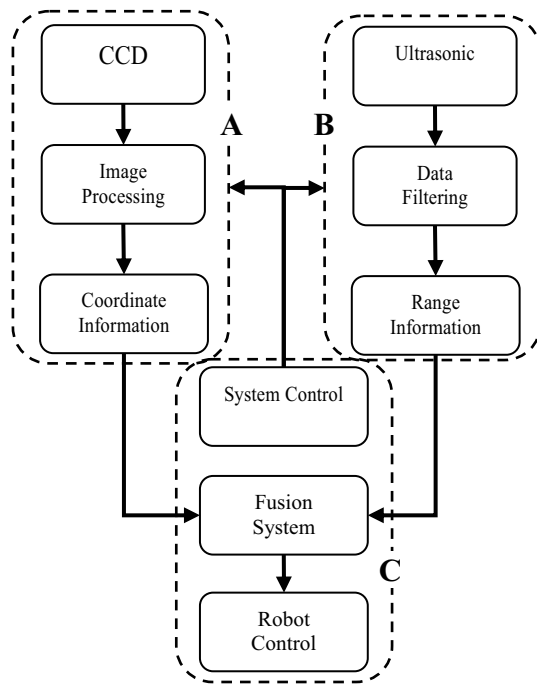 CCD
Image
Processing
Coordinate
Information
A
B
Ultrasonic
Data
Filtering
Range
Information
System Control
Fusion
System
Robot
Control
C